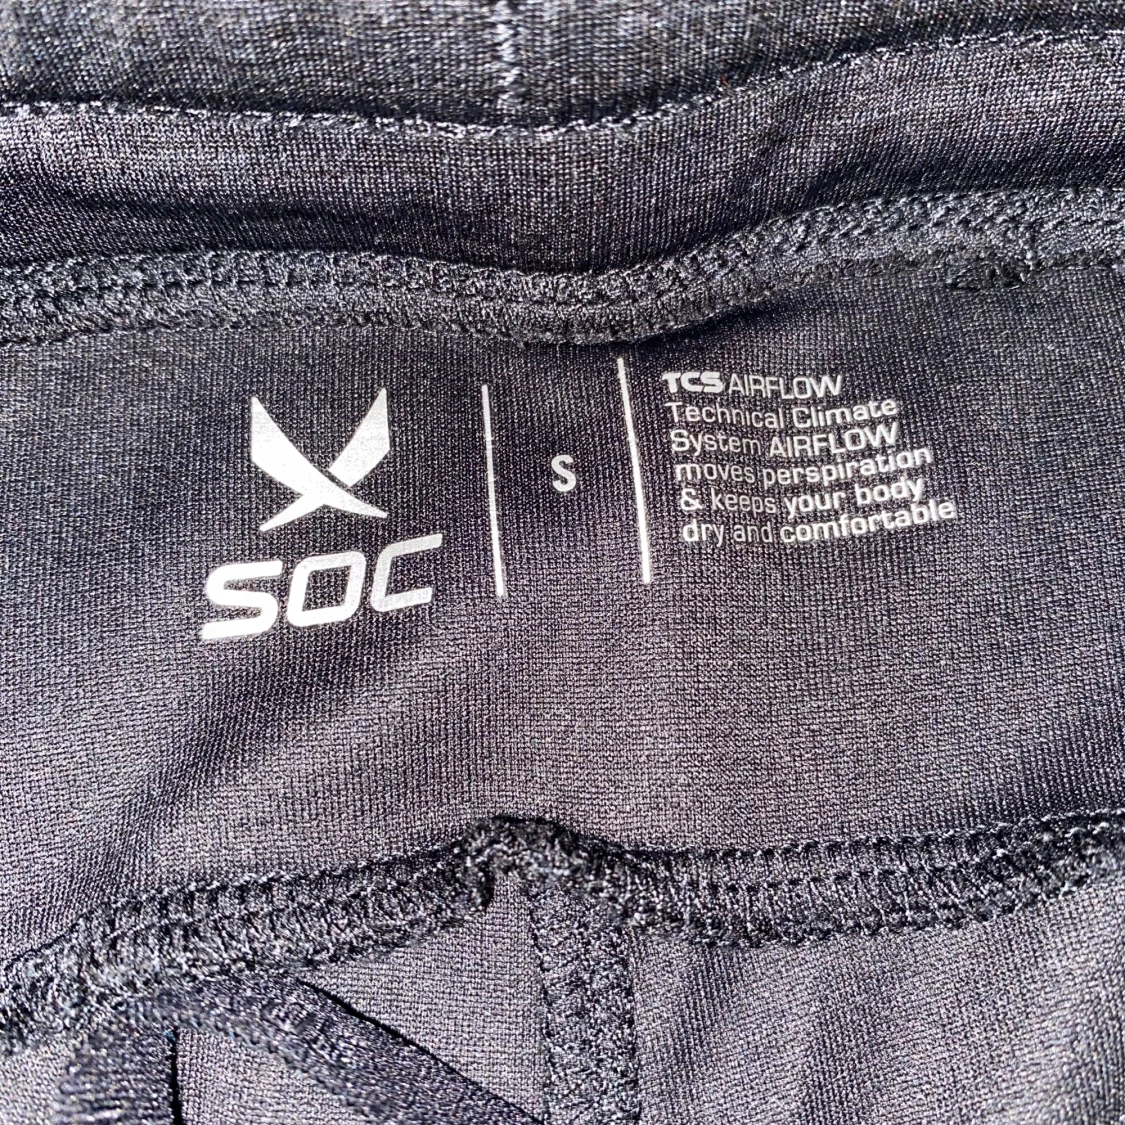 SOC
S
TCS AIRFLOW
Technical Climate
System AIRFLOW
moves perspiration
& keeps your body
dry and comfortable